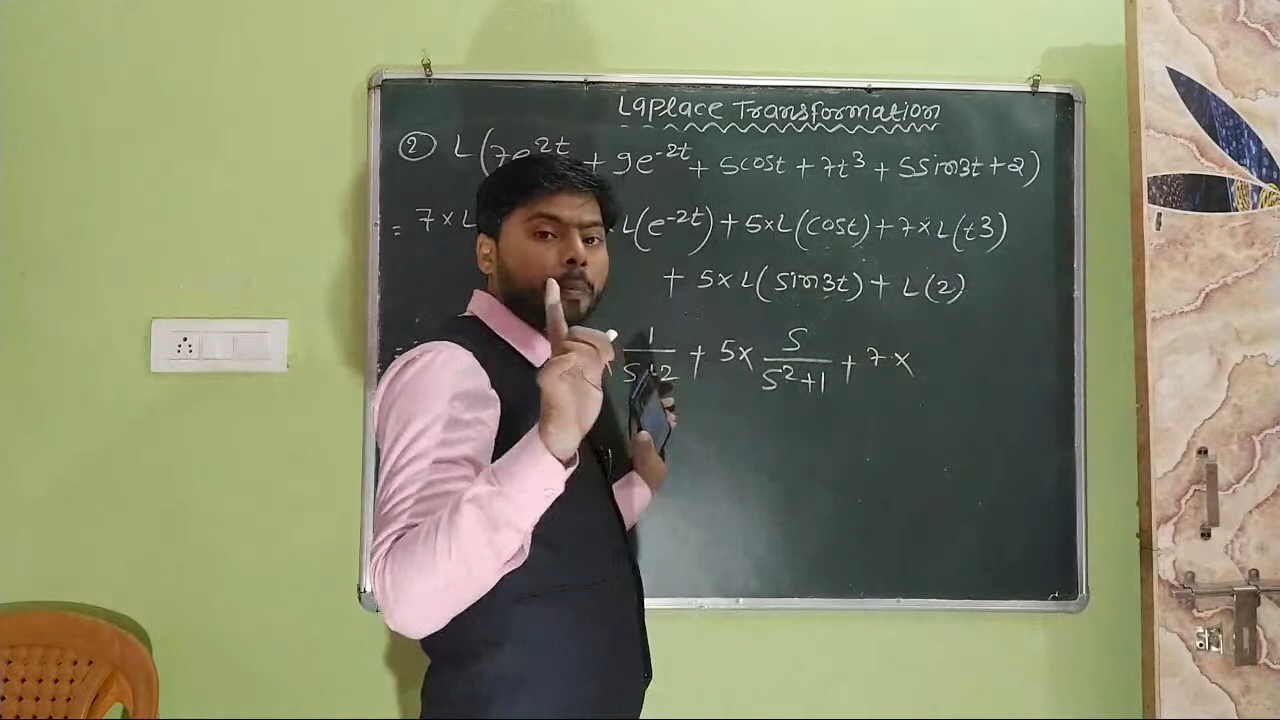 Laplace Transformation
② L(7e^2t + 9e^-2t + 5cost + 7t^3 + 5sin3t + 2)
= 7×L L(e^-2t) + 5×L(cost) + 7×L(t3)
+ 5×L(sin3t) + L(2)
= 1/(s+2) + 5× s/(s^2+1) + 7×